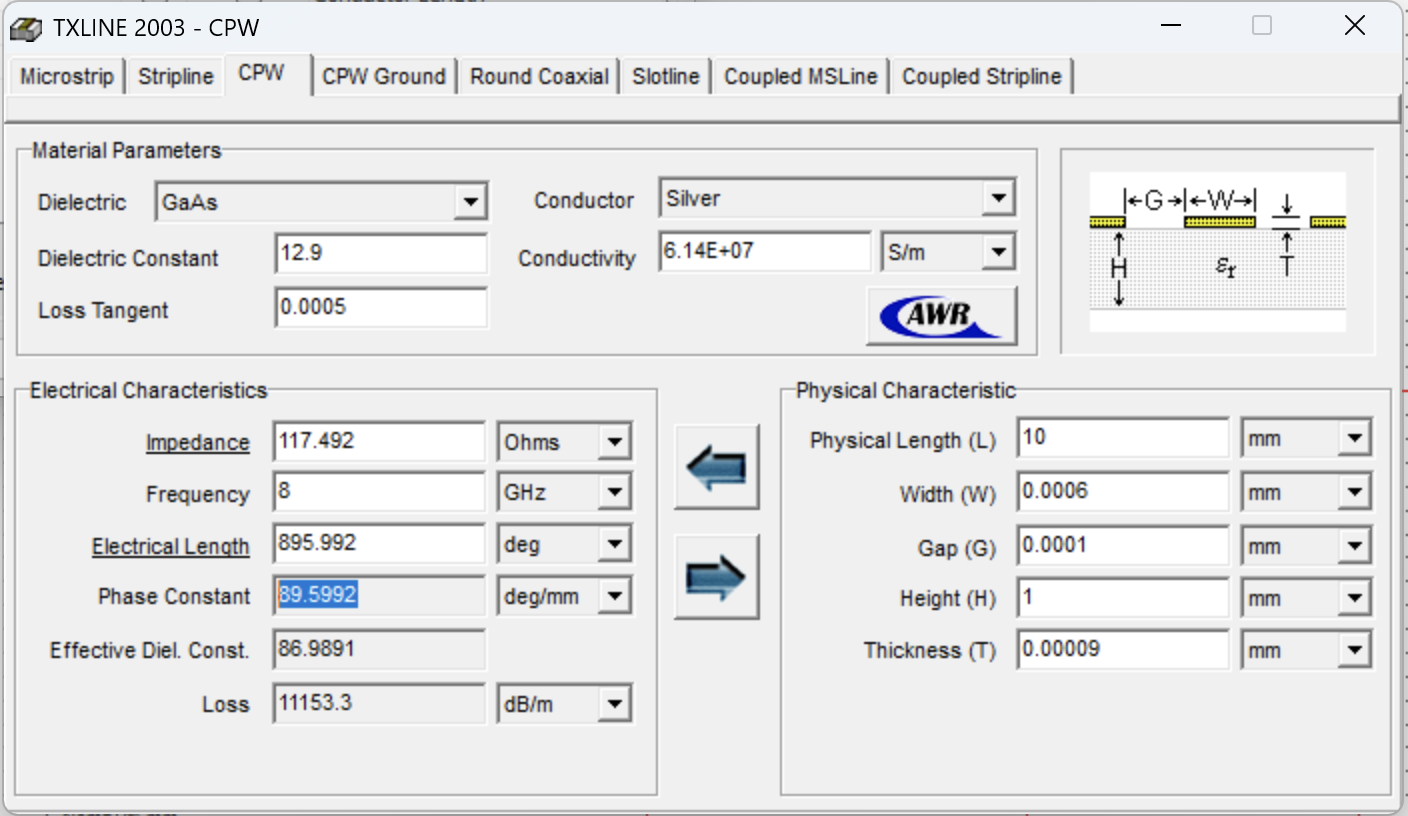 TXLINE 2003 - CPW
Microstrip Stripline CPW CPW Ground Round Coaxial Slotline Coupled MSLine Coupled Stripline
Material Parameters
Dielectric GaAs
Dielectric Constant 12.9
Loss Tangent 0.0005
Conductor Silver
Conductivity 6.14E+07 S/m
AWR
G W
H εr T
Electrical Characteristics
Impedance 117.492 Ohms
Frequency 8 GHz
Electrical Length 895.992 deg
Phase Constant 89.5992 deg/mm
Effective Diel. Const. 86.9891
Loss 11153.3 dB/m
Physical Characteristic
Physical Length (L) 10 mm
Width (W) 0.0006 mm
Gap (G) 0.0001 mm
Height (H) 1 mm
Thickness (T) 0.00009 mm